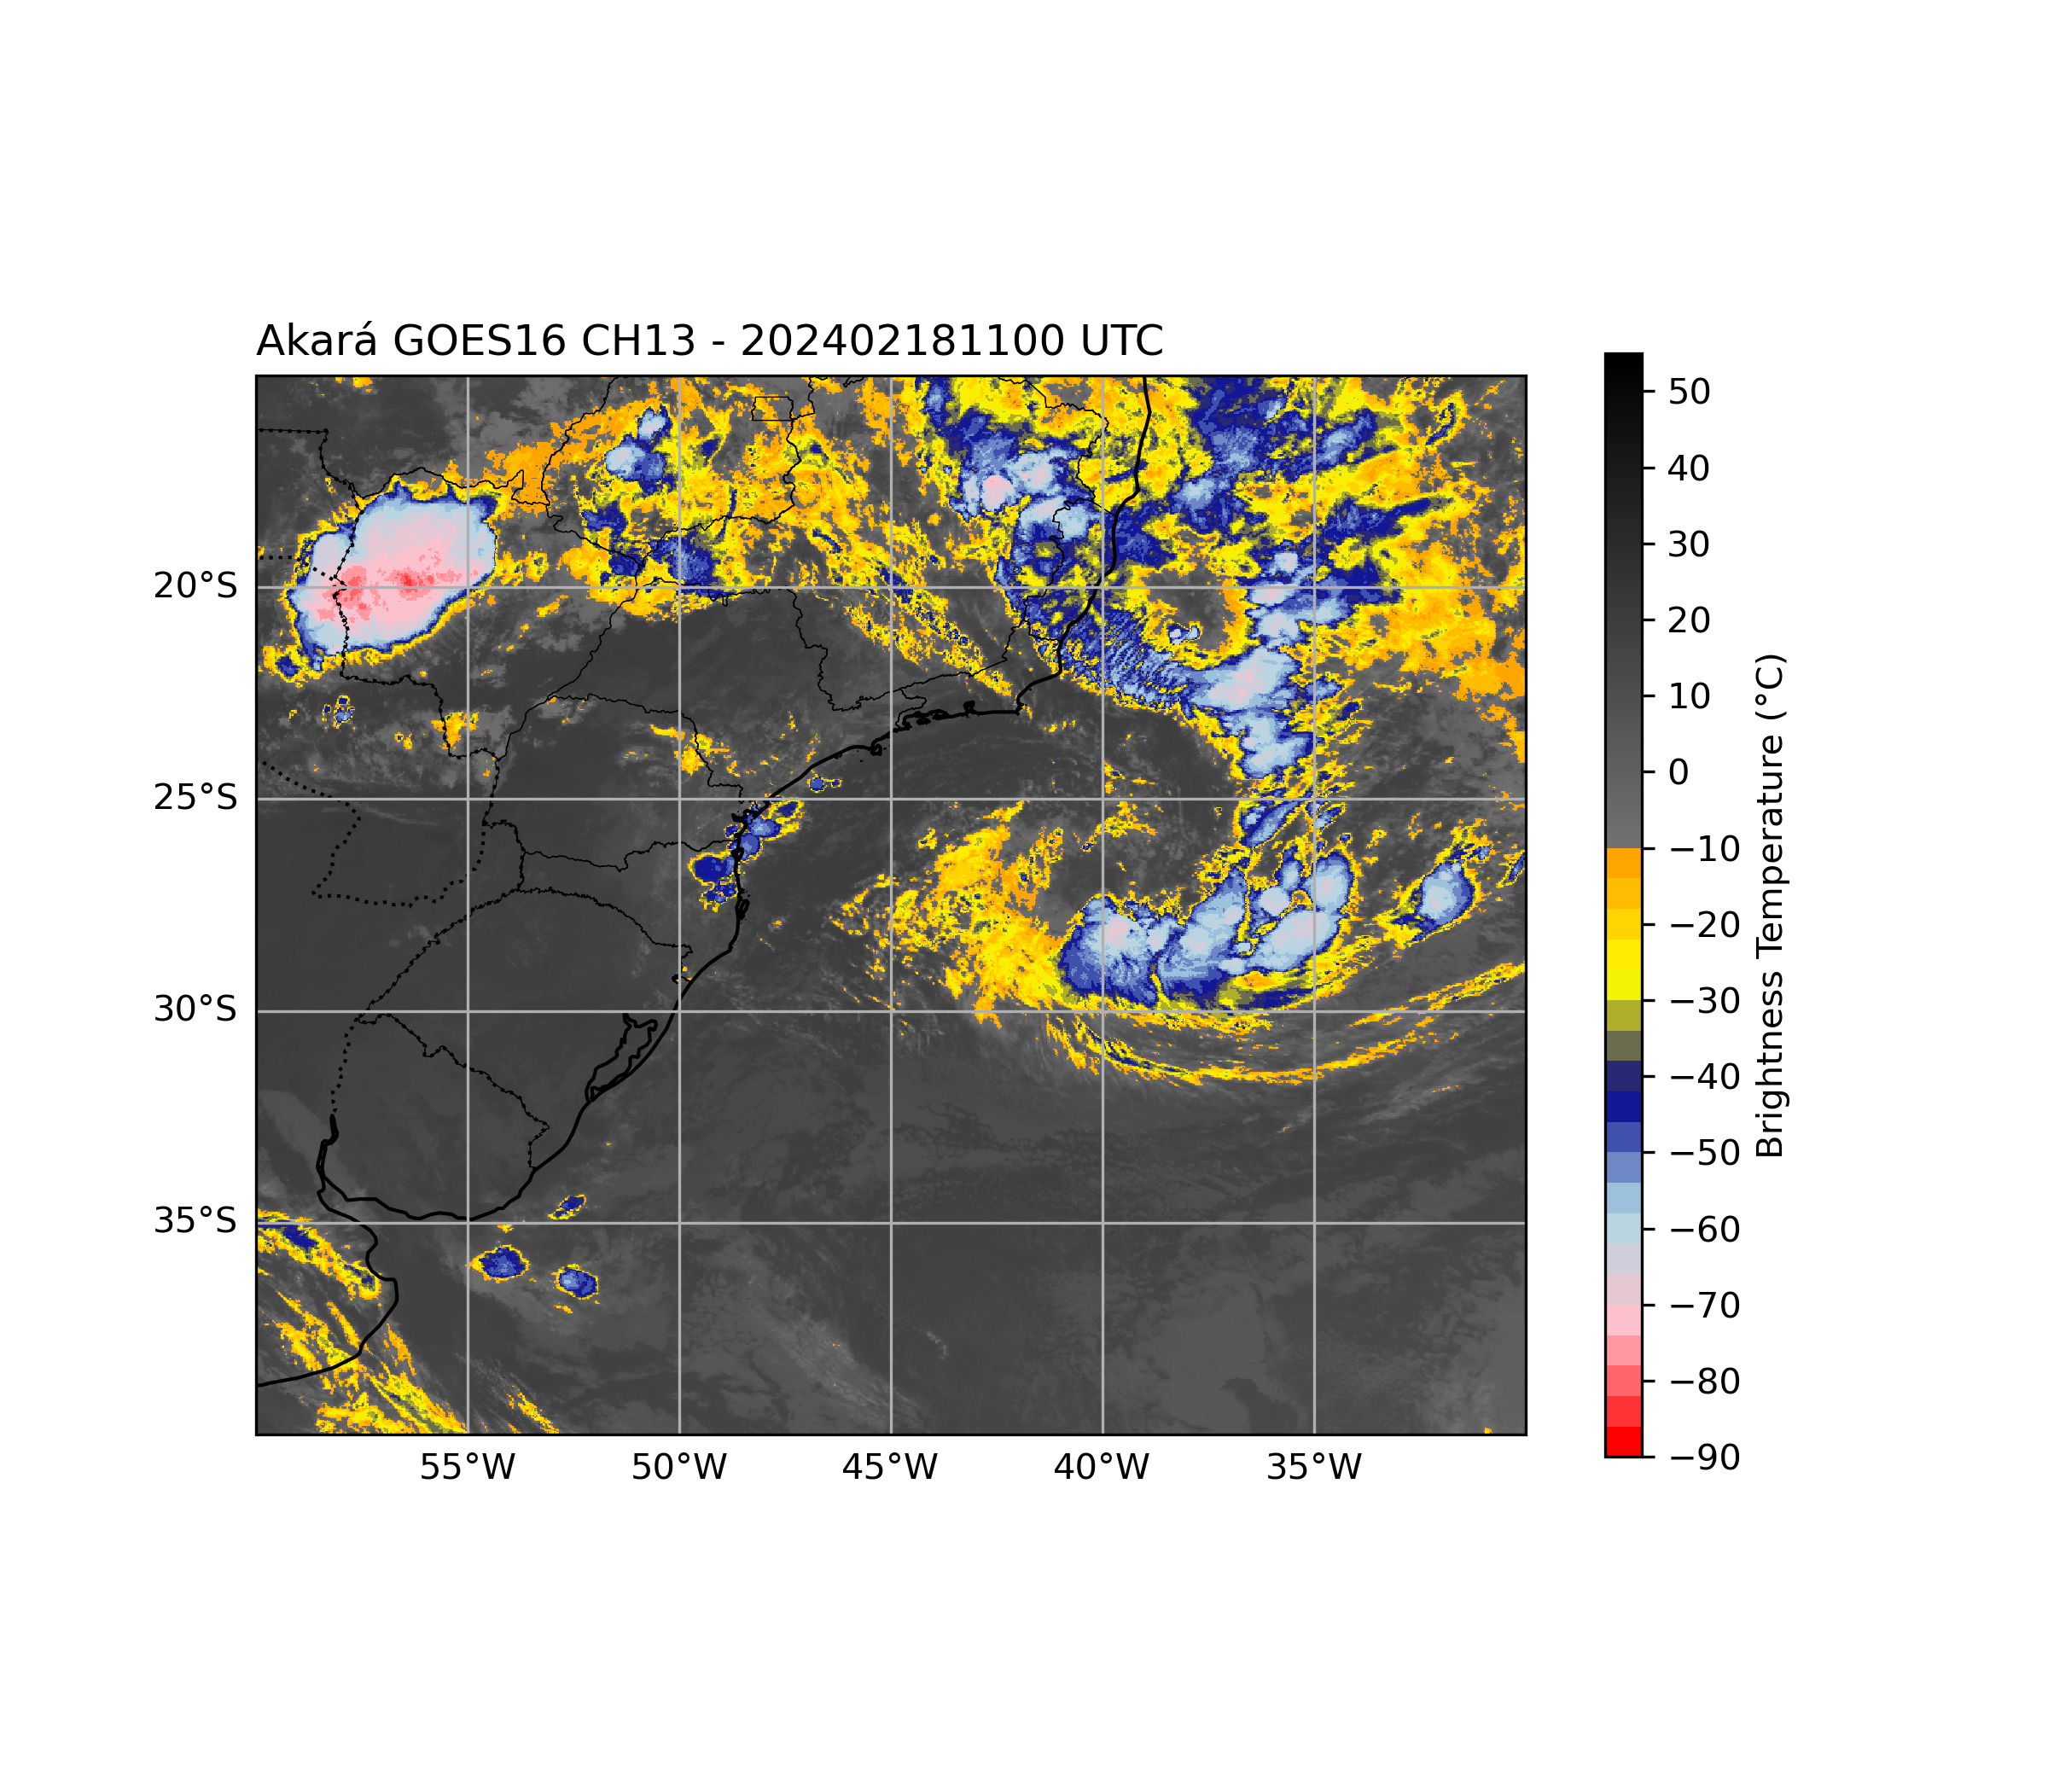 Akará GOES16 CH13 - 202402181100 UTC
20°S
25°S
30°S
35°S
55°W
50°W
45°W
40°W
35°W
50
40
30
20
10
0
−10
−20
−30
−40
−50
−60
−70
−80
−90
Brightness Temperature (°C)